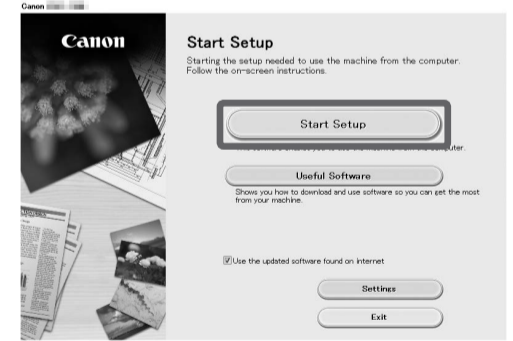 Canon
Canon
Start Setup
Starting the setup needed to use the machine from the computer.
Follow the on-screen instructions.
Start Setup
Useful Software
Shows you how to download and use software so you can get the most
from your machine.
Use the updated software found on internet
Settings
Exit